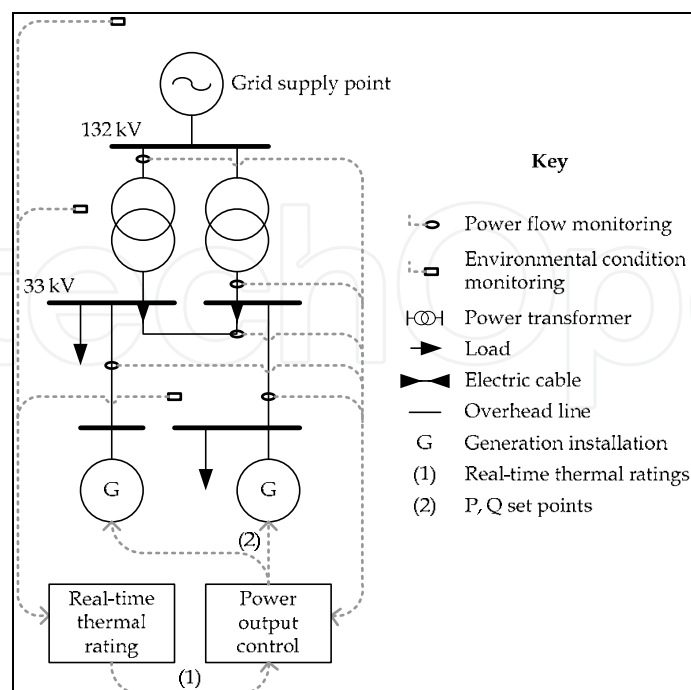 Grid supply point
132 kV
33 kV
G
G
(2)
Real-time
thermal
rating
Power
output
control
(1)
Key
Power flow monitoring
Environmental condition
monitoring
Power transformer
Load
Electric cable
Overhead line
G Generation installation
(1) Real-time thermal ratings
(2) P, Q set points
techOp